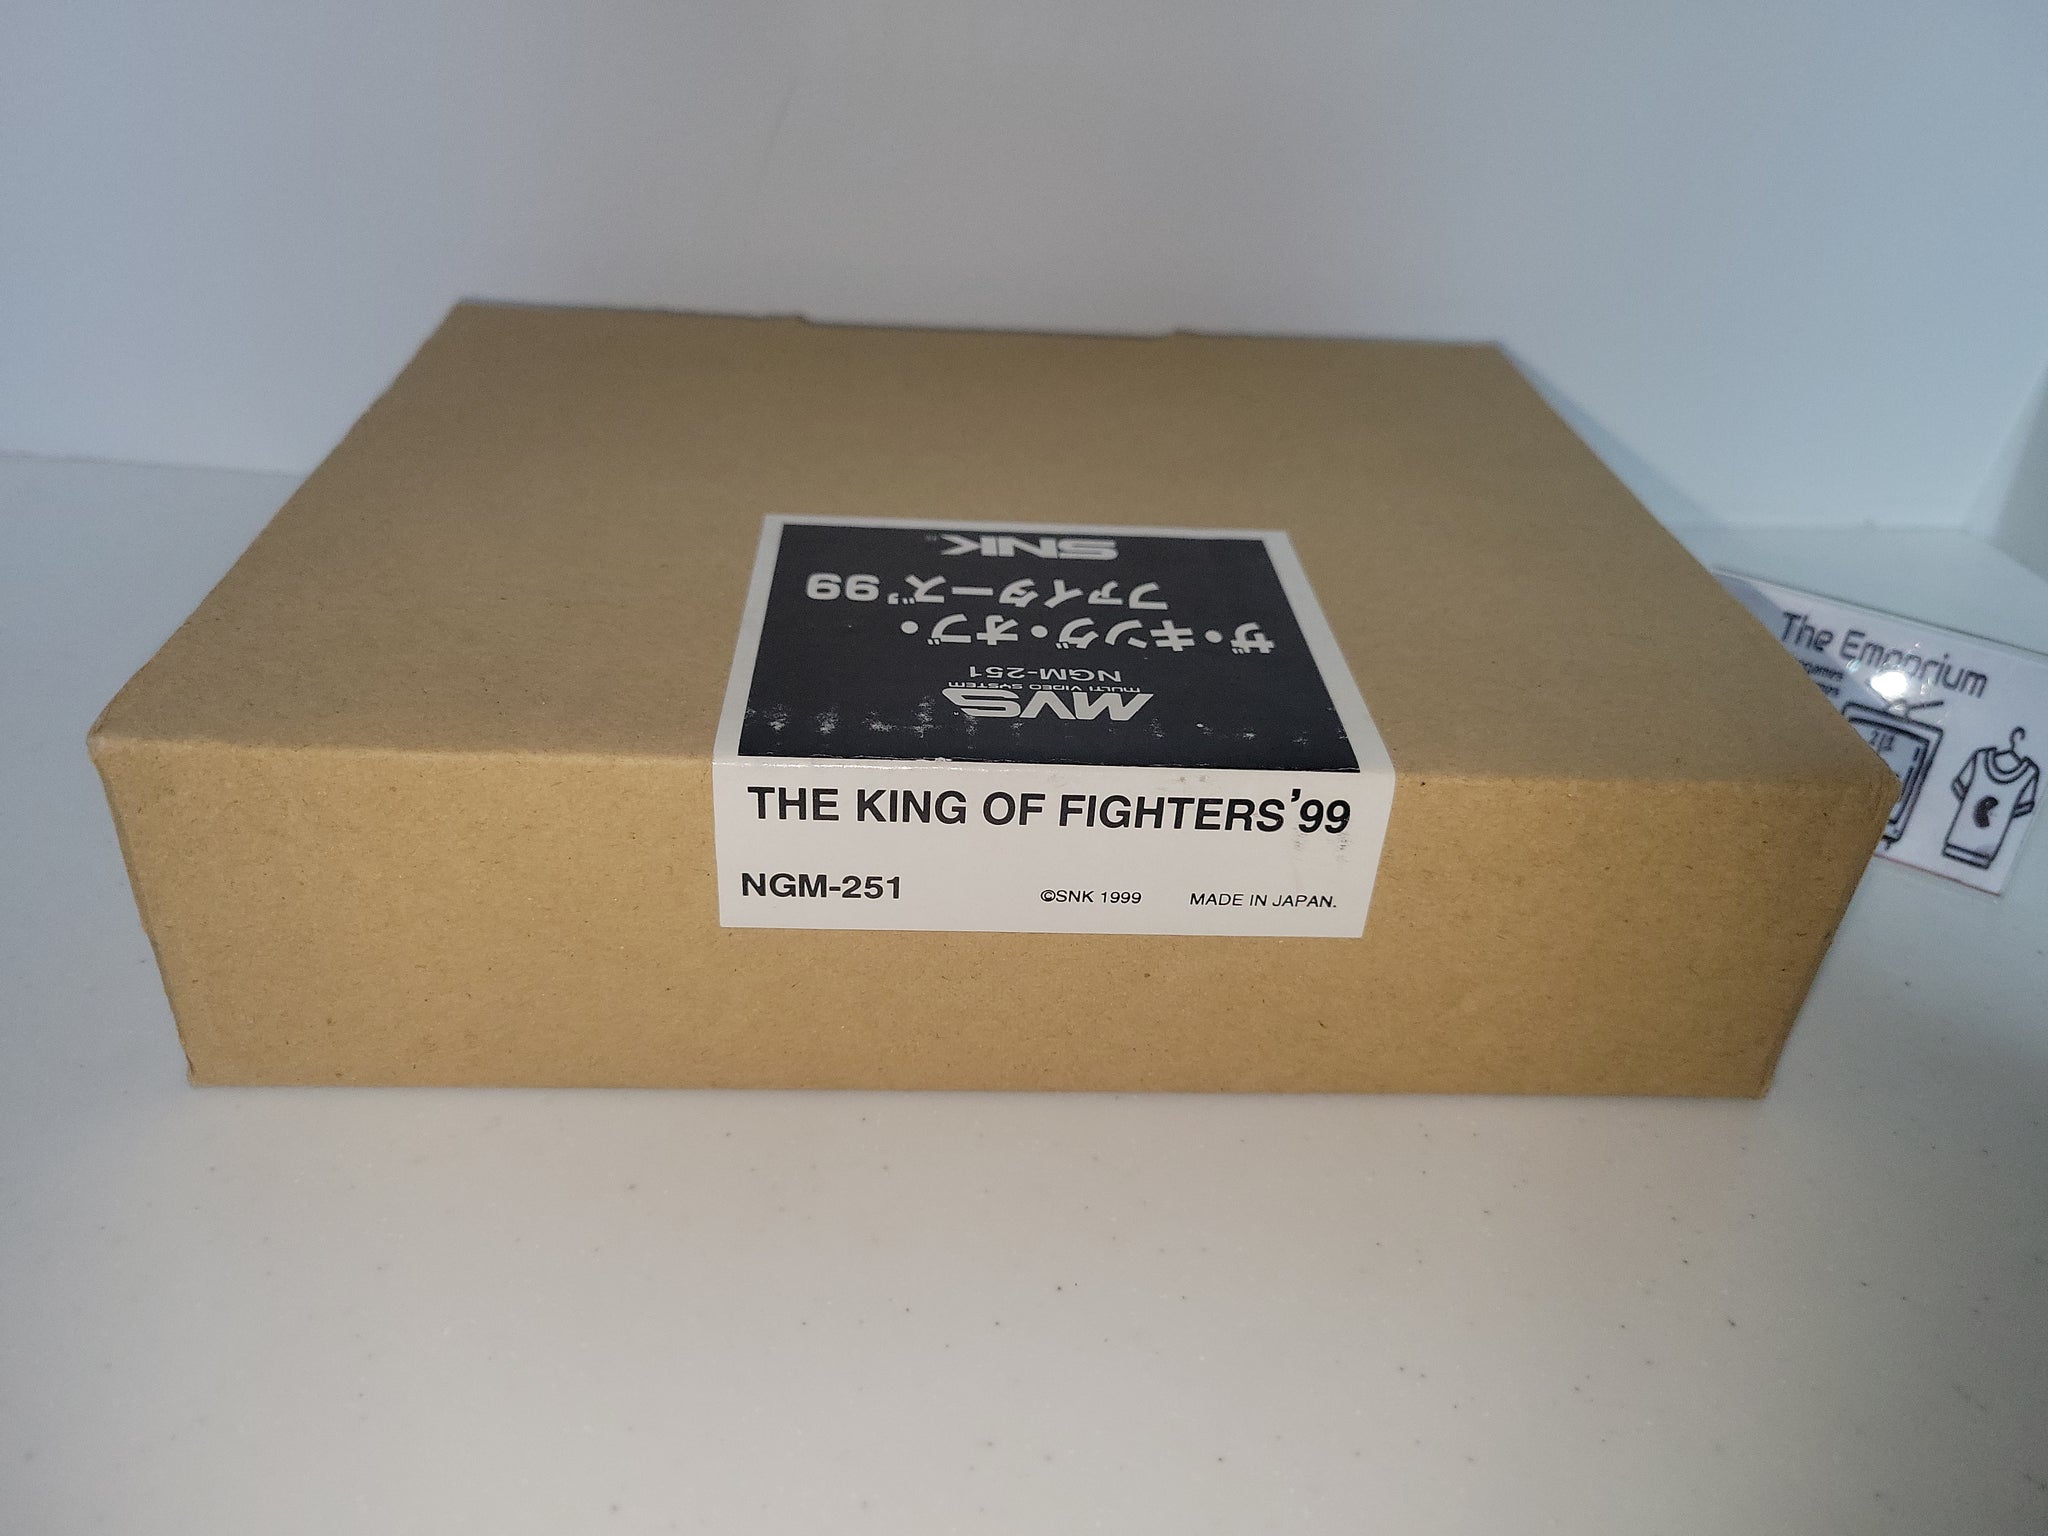 SNK
ザ・キング・オブ・
ファイターズ'99
NGM-251
MVS
MULTI VIDEO SYSTEM
THE KING OF FIGHTERS'99
NGM-251
©SNK 1999
MADE IN JAPAN.
The Emporium